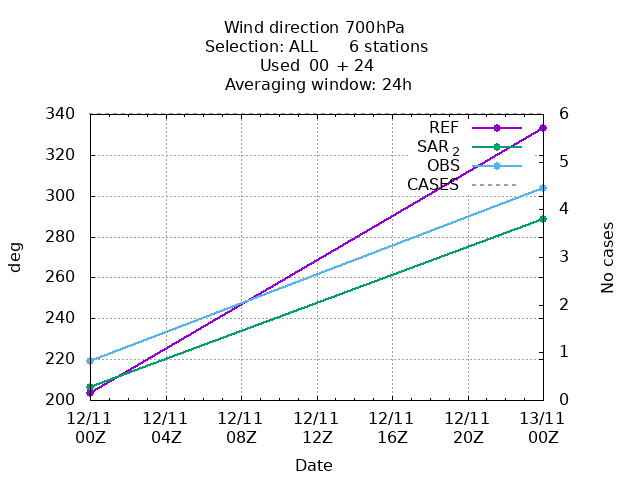 Wind direction 700hPa
Selection: ALL 6 stations
Used 00 + 24
Averaging window: 24h
340 6
REF
SAR 2
320 5
OBS
CASES
300
4
280
3
260
2
240
220 1
200 0
deg
No cases
12/11 12/11 12/11 12/11 12/11 12/11 13/11
00Z 04Z 08Z 12Z 16Z 20Z 00Z
Date